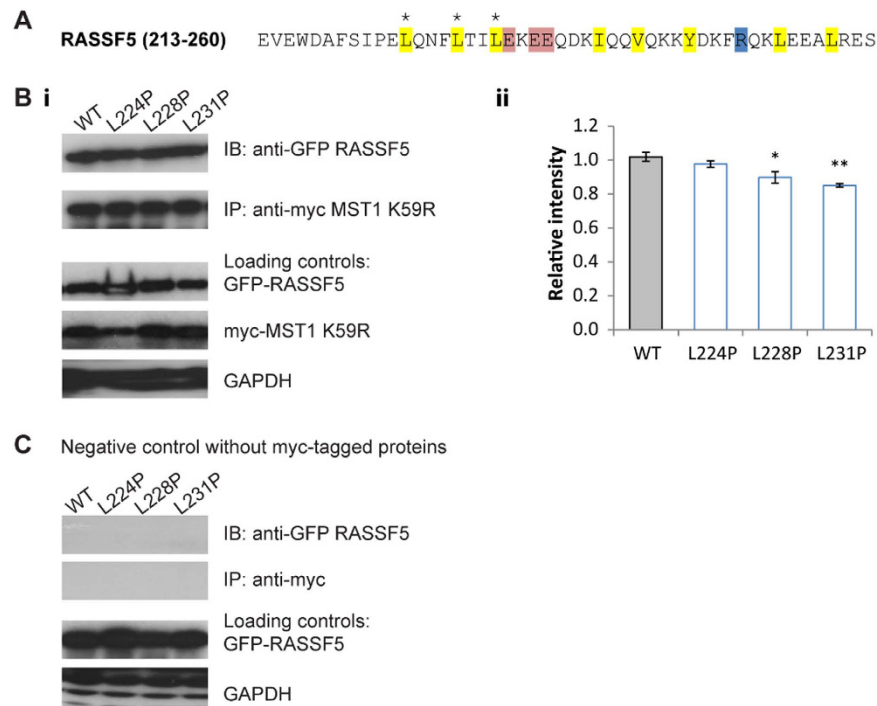 A
* * *
RASSF5 (213-260) EVEWDAFSIPELQNFLTILEKEEQDKIQQVQKKYDKFRQKLEEALRES
B i
WT L224P L228P L231P
IB: anti-GFP RASSF5
IP: anti-myc MST1 K59R
Loading controls:
GFP-RASSF5
myc-MST1 K59R
GAPDH
ii
Relative intensity
1.2
1.0
0.8
0.6
0.4
0.2
0.0
* **
WT L224P L228P L231P
C Negative control without myc-tagged proteins
WT L224P L228P L231P
IB: anti-GFP RASSF5
IP: anti-myc
Loading controls:
GFP-RASSF5
GAPDH